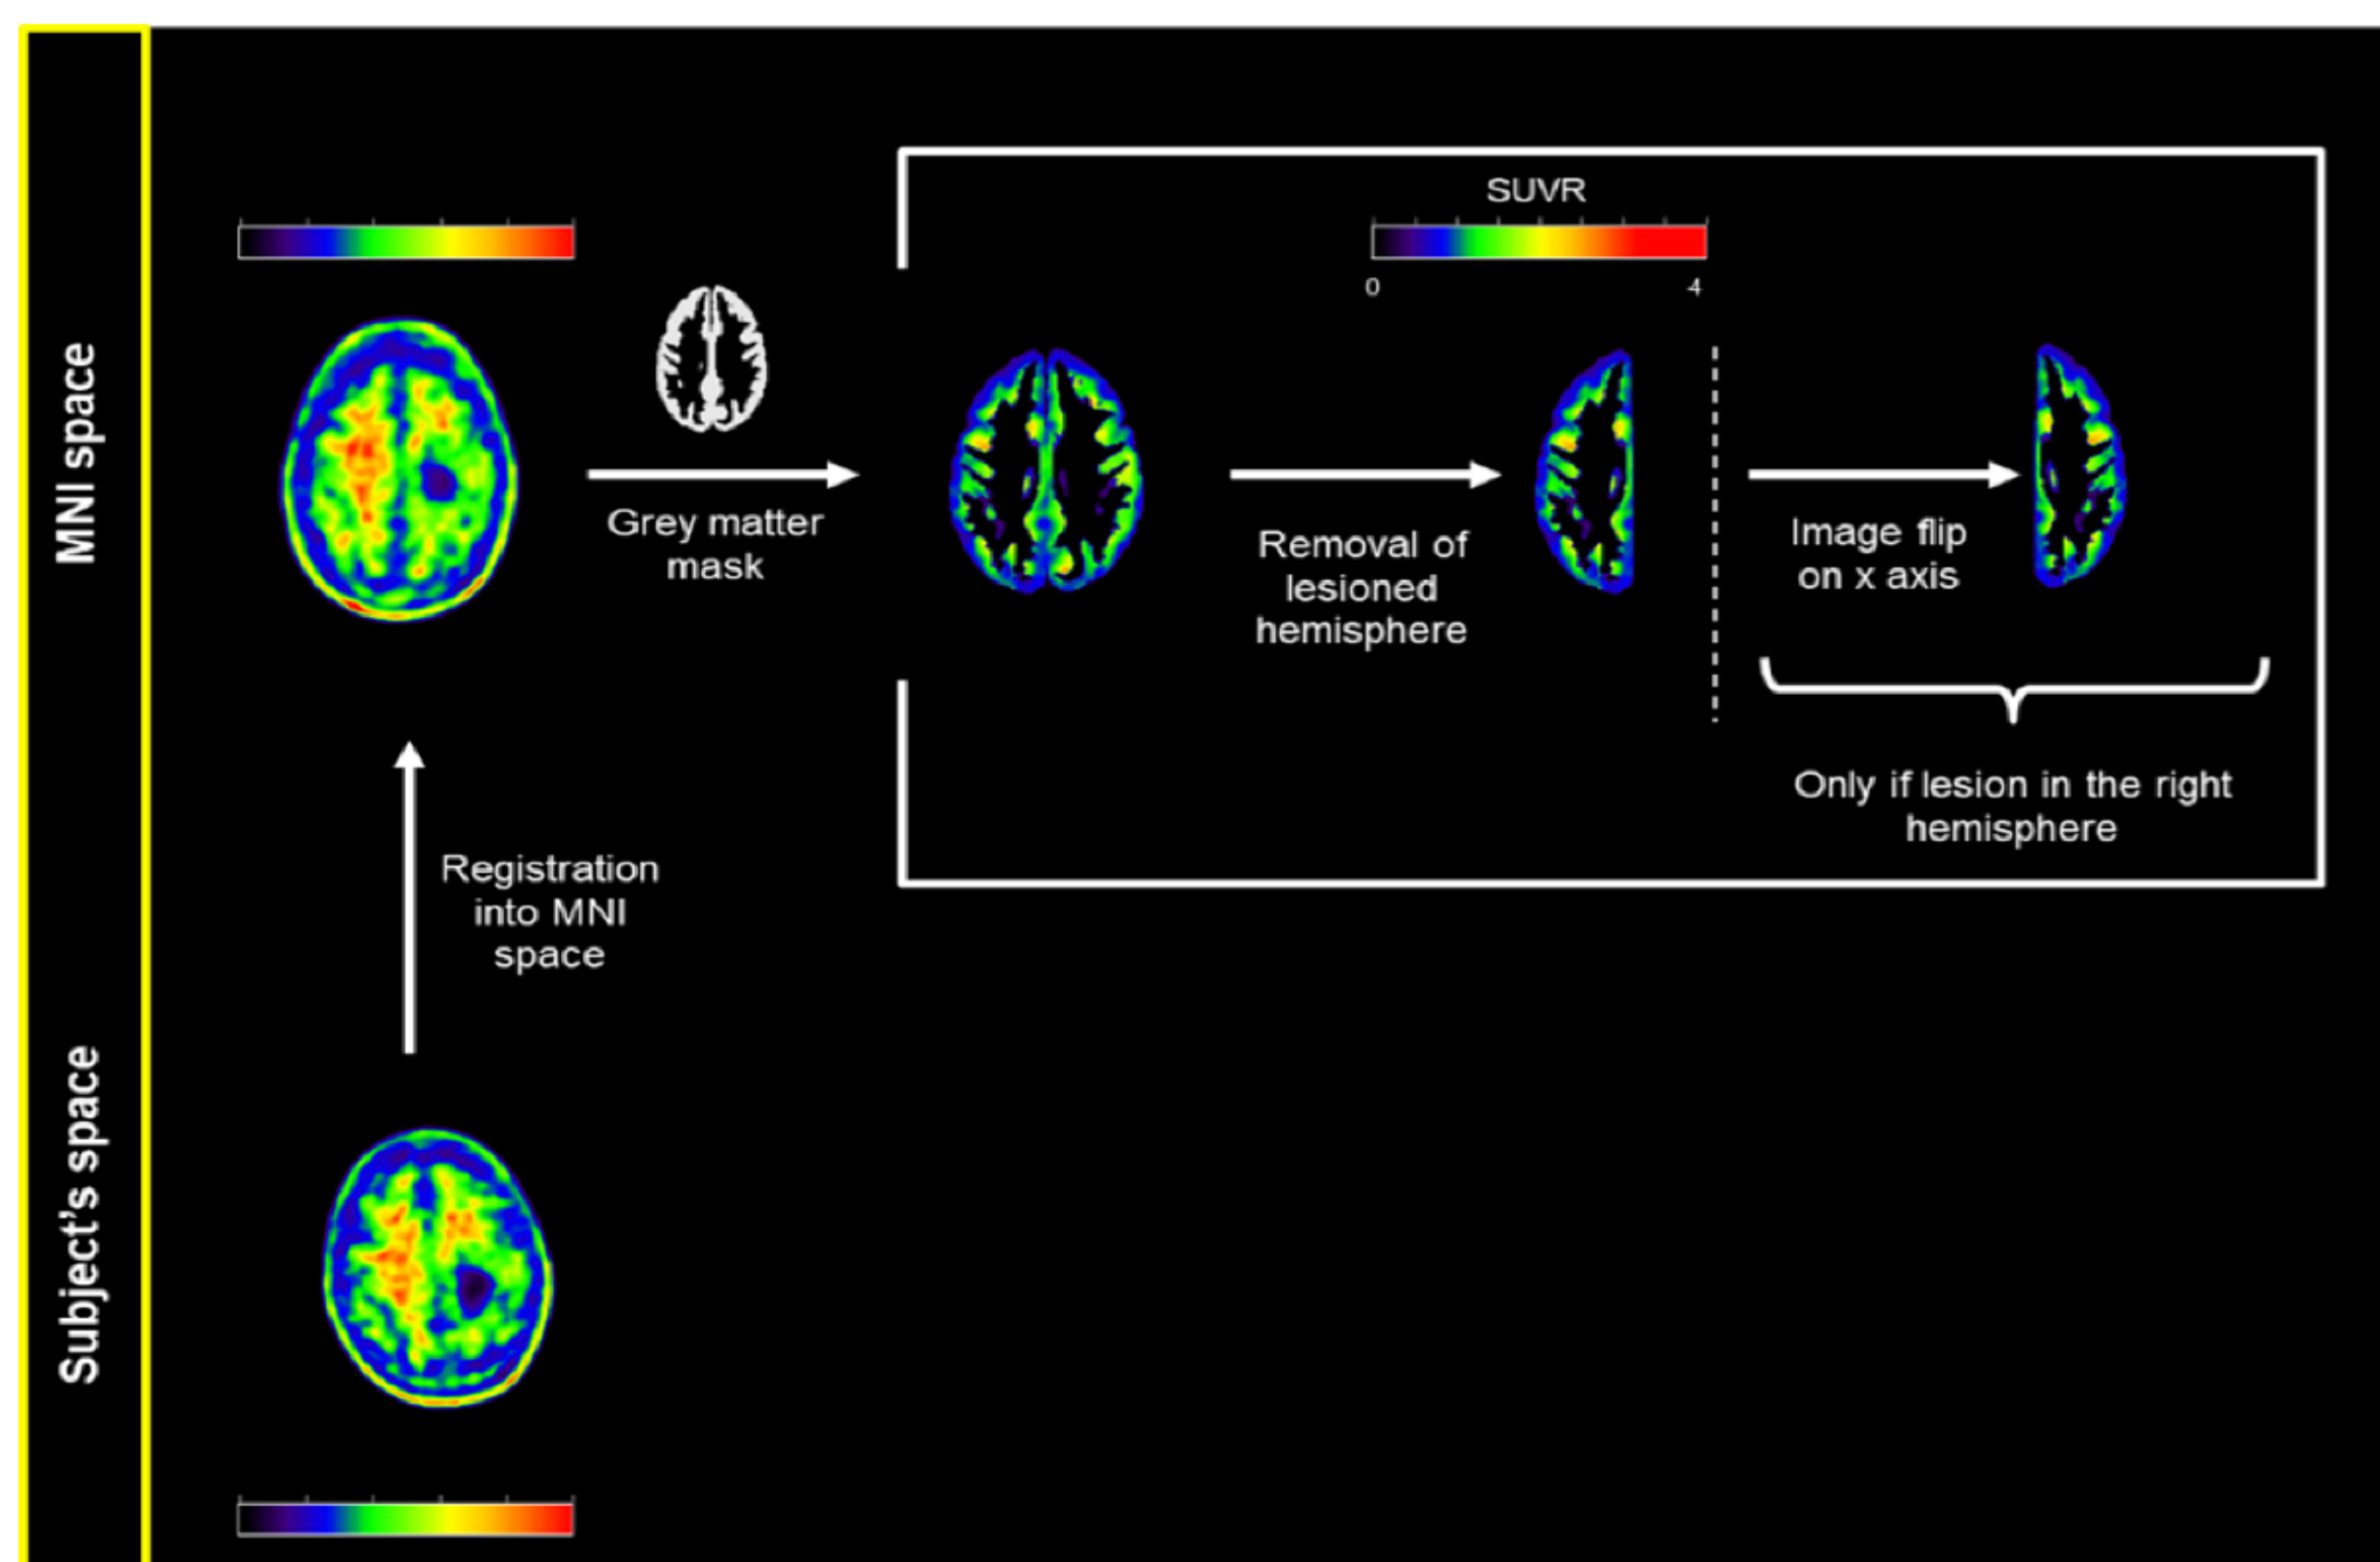 MNI space
Subject's space
SUVR
0
4
Grey matter
mask
Removal of
lesioned
hemisphere
Image flip
on x axis
Only if lesion in the right
hemisphere
Registration
into MNI
space